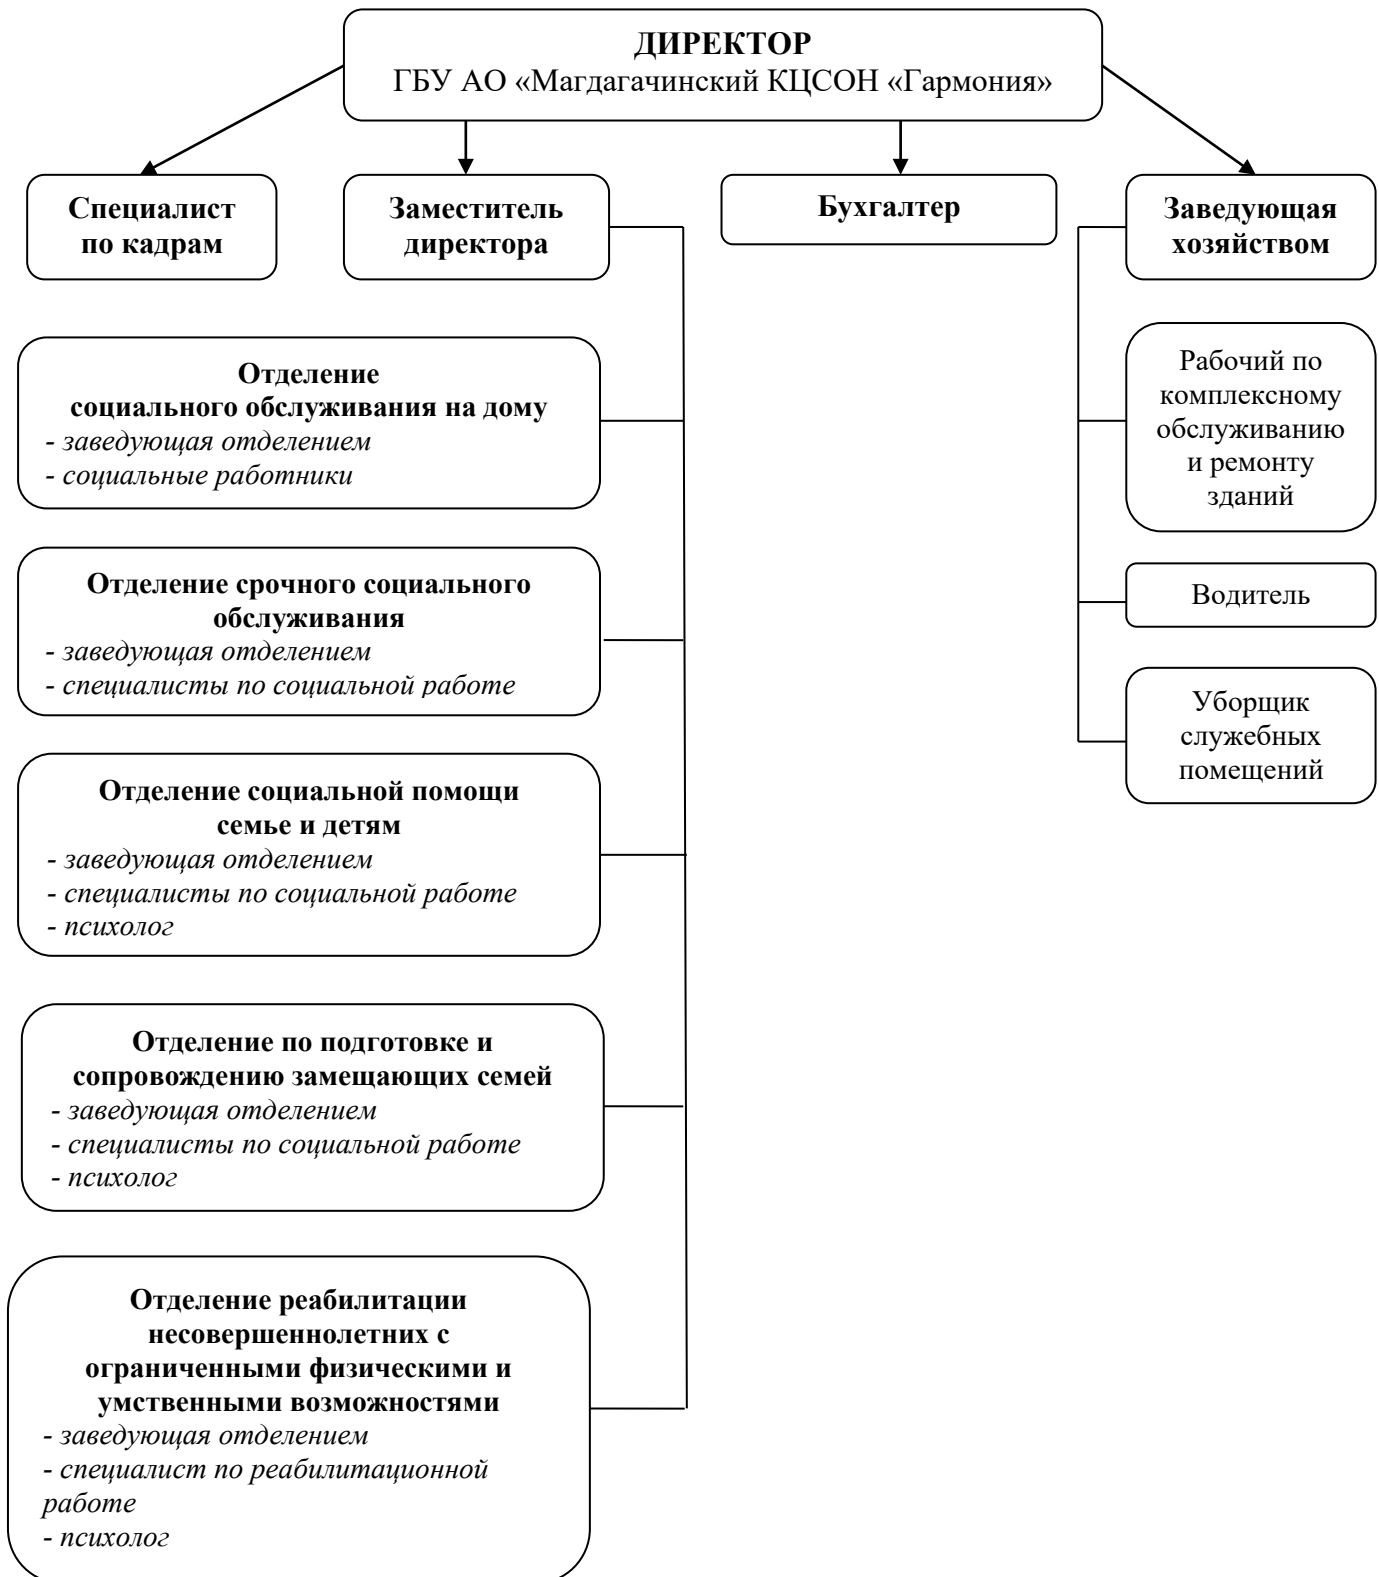 ДИРЕКТОР
ГБУ АО «Магдагачинский КЦСОН «Гармония»
Специалист
по кадрам
Заместитель
директора
Бухгалтер
Заведующая
хозяйством
Отделение
социального обслуживания на дому
- заведующая отделением
- социальные работники
Отделение срочного социального
обслуживания
- заведующая отделением
- специалисты по социальной работе
Отделение социальной помощи
семье и детям
- заведующая отделением
- специалисты по социальной работе
- психолог
Отделение по подготовке и
сопровождению замещающих семей
- заведующая отделением
- специалисты по социальной работе
- психолог
Отделение реабилитации
несовершеннолетних с
ограниченными физическими и
умственными возможностями
- заведующая отделением
- специалист по реабилитационной
работе
- психолог
Рабочий по
комплексному
обслуживанию
и ремонту
зданий
Водитель
Уборщик
служебных
помещений